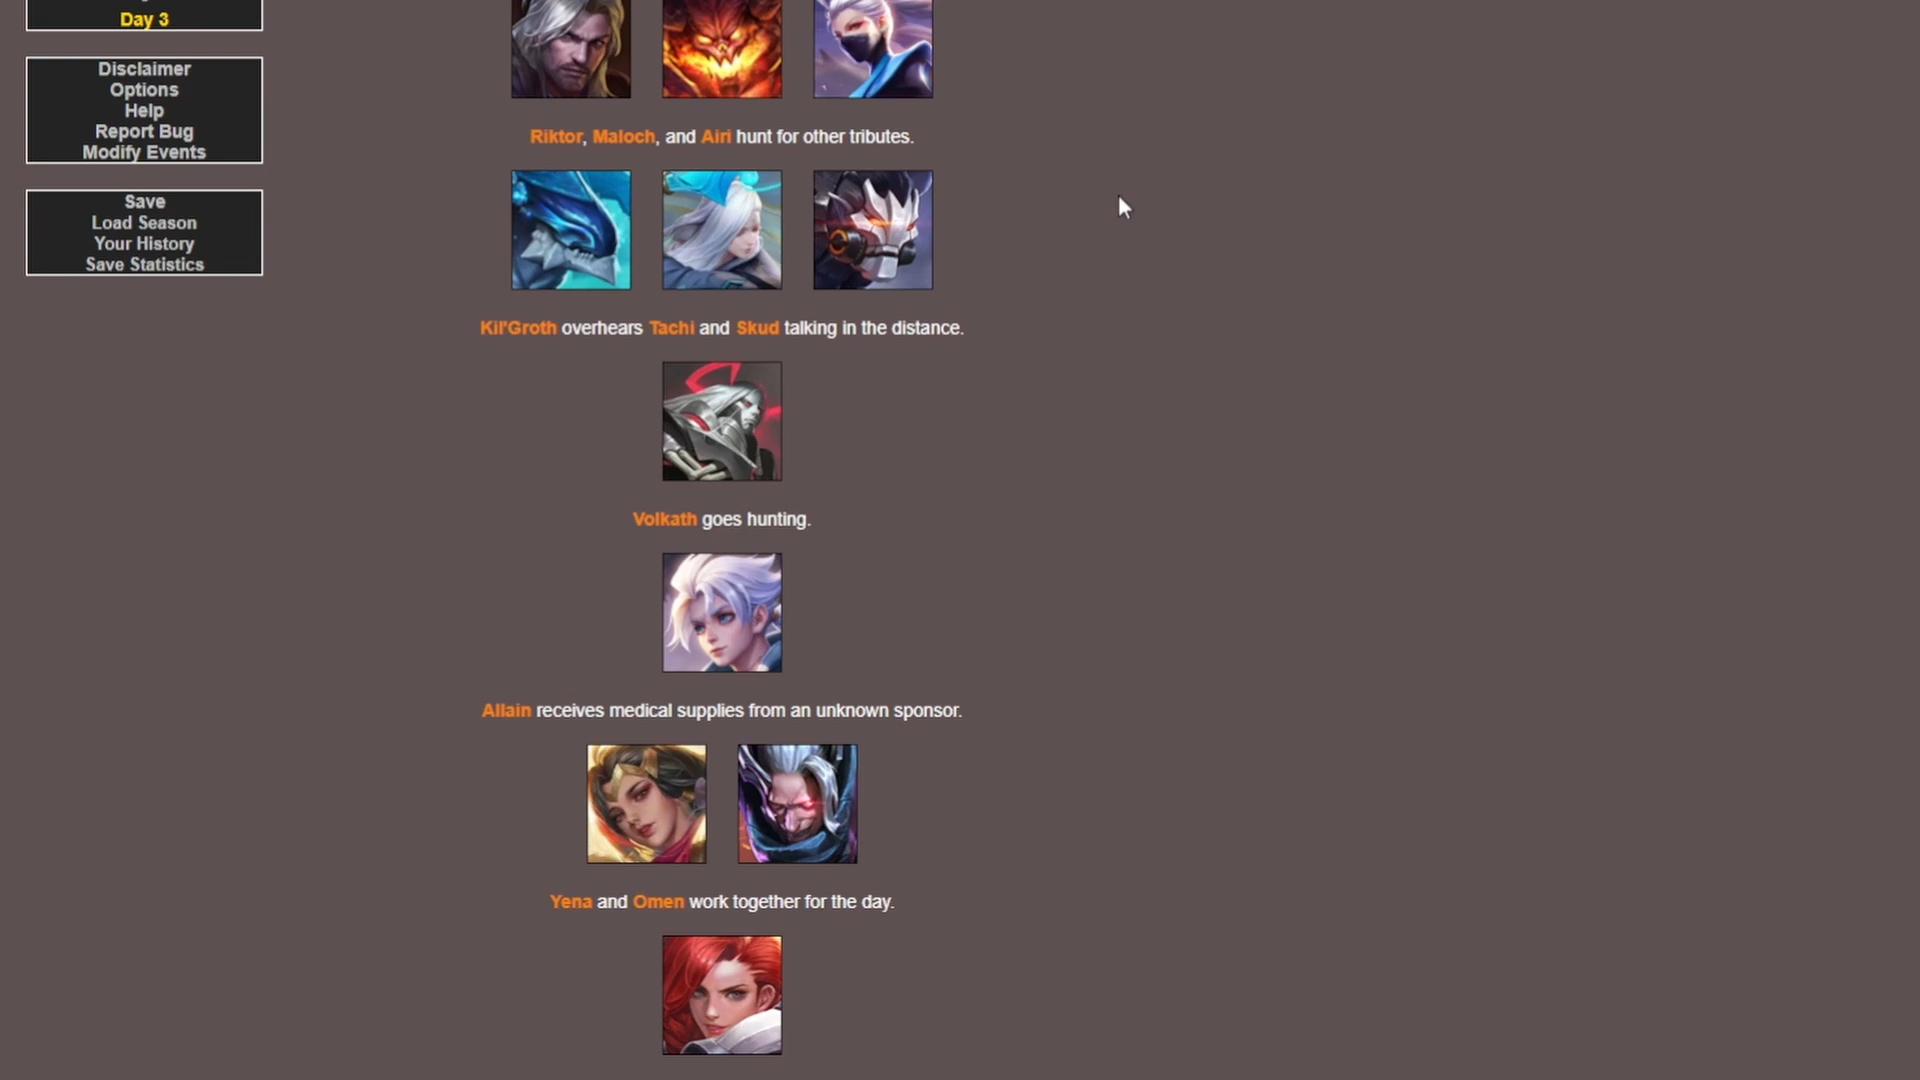 Day 3
Disclaimer
Options
Help
Report Bug
Modify Events
Save
Load Season
Your History
Save Statistics
Riktor, Maloch, and Airi hunt for other tributes.
Kil'Groth overhears Tachi and Skud talking in the distance.
Volkath goes hunting.
Allain receives medical supplies from an unknown sponsor.
Yena and Omen work together for the day.